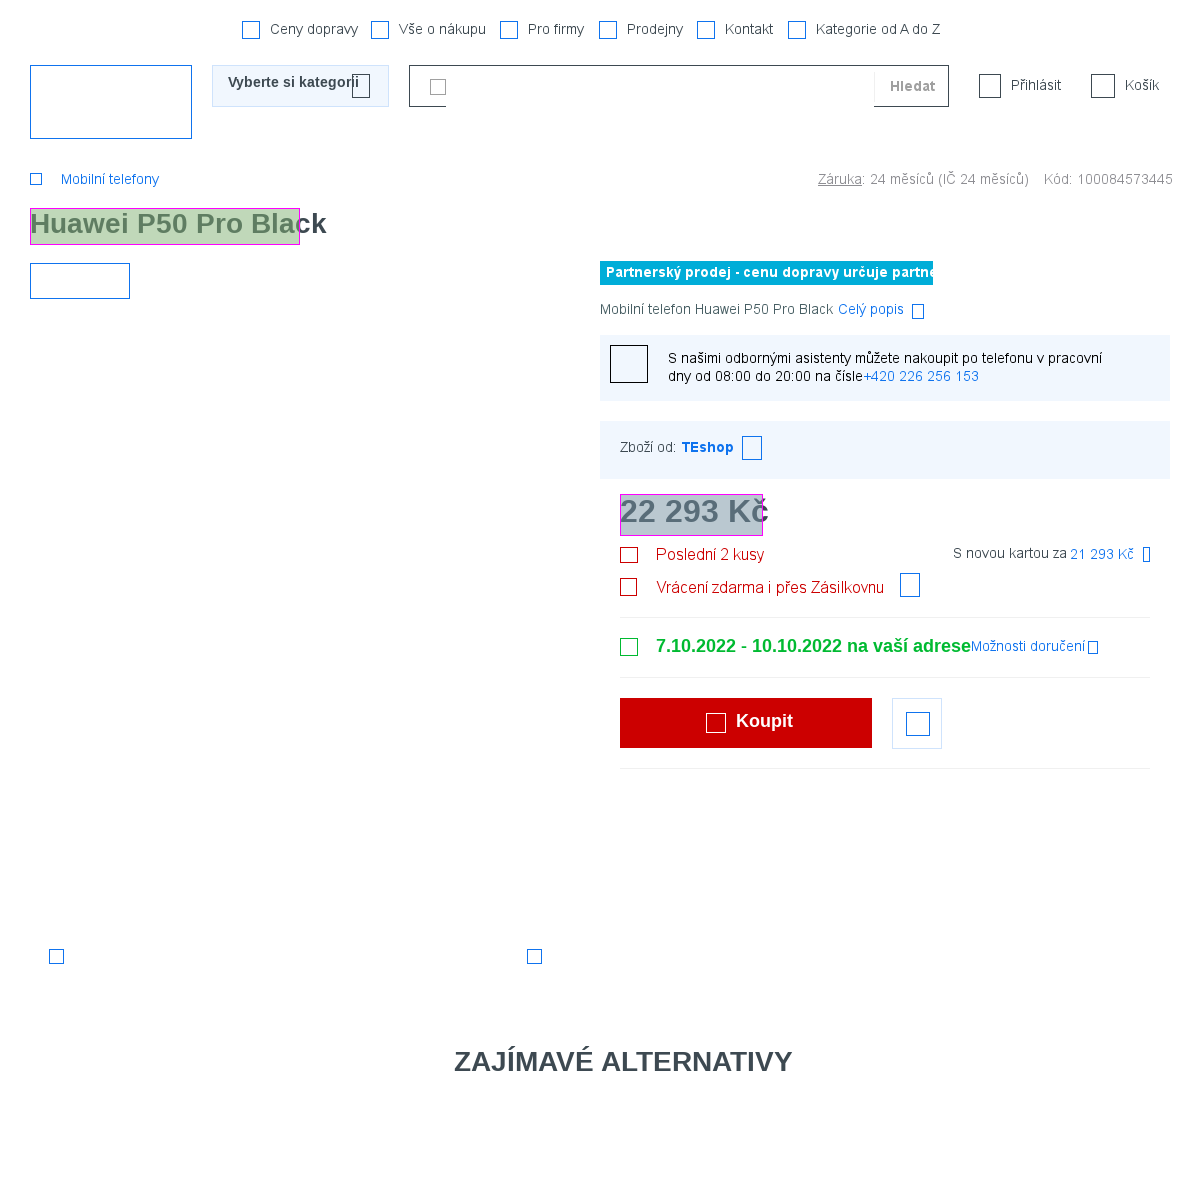 Ceny dopravy Vše o nákupu Pro firmy Prodejny Kontakt Kategorie od A do Z
Vyberte si kategorii Hledat Přihlásit Košík
Mobilní telefony Záruka: 24 měsíců (IČ 24 měsíců) Kód: 100084573445
Huawei P50 Pro Black
Partnerský prodej - cenu dopravy určuje
Mobilní telefon Huawei P50 Pro Black Celý popis
S našimi odbornými asistenty můžete nakoupit po telefonu v pracovní
dny od 08:00 do 20:00 na čísle+420 226 256 153
Zboží od: TEshop
22 293 Kč
Poslední 2 kusy S novou kartou za 21 293 Kč
Vrácení zdarma i přes Zásilkovnu
7.10.2022 - 10.10.2022 na vaší adrese Možnosti doručení
Koupit
ZAJÍMAVÉ ALTERNATIVY